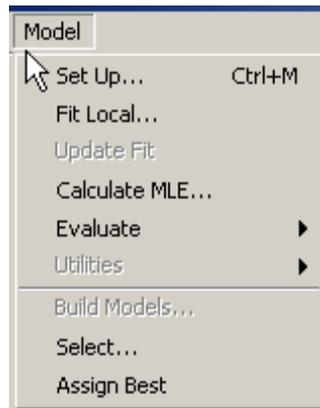 Model
Set Up... Ctrl+M
Fit Local...
Update Fit
Calculate MLE...
Evaluate
Utilities
Build Models...
Select...
Assign Best